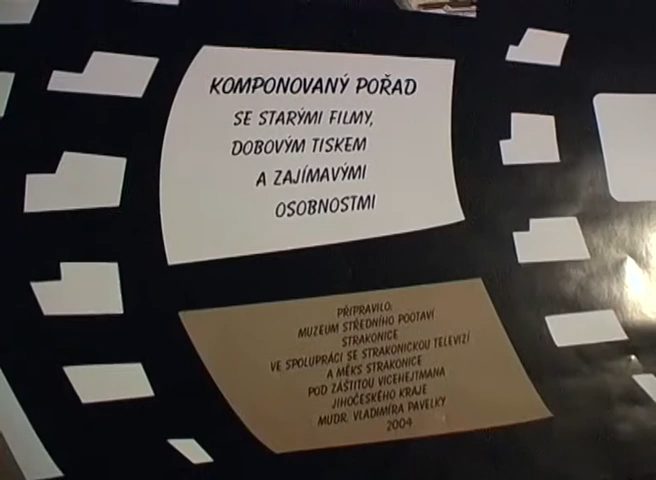 KOMPONOVANÝ POŘAD
SE STARÝMI FILMY,
DOBOVÝM TISKEM
A ZAJÍMAVÝMI
OSOBNOSTMI
PŘIPRAVILO:
MUZEUM STŘEDNÍHO POOTAVÍ
STRAKONICE
VE SPOLUPRÁCI SE STRAKONICKOU TELEVIZÍ
A MĚKS STRAKONICE
POD ZÁŠTITOU VICEHEJTMANA
JIHOČESKÉHO KRAJE
MUDR. VLADIMÍRA PAVELKY
2004